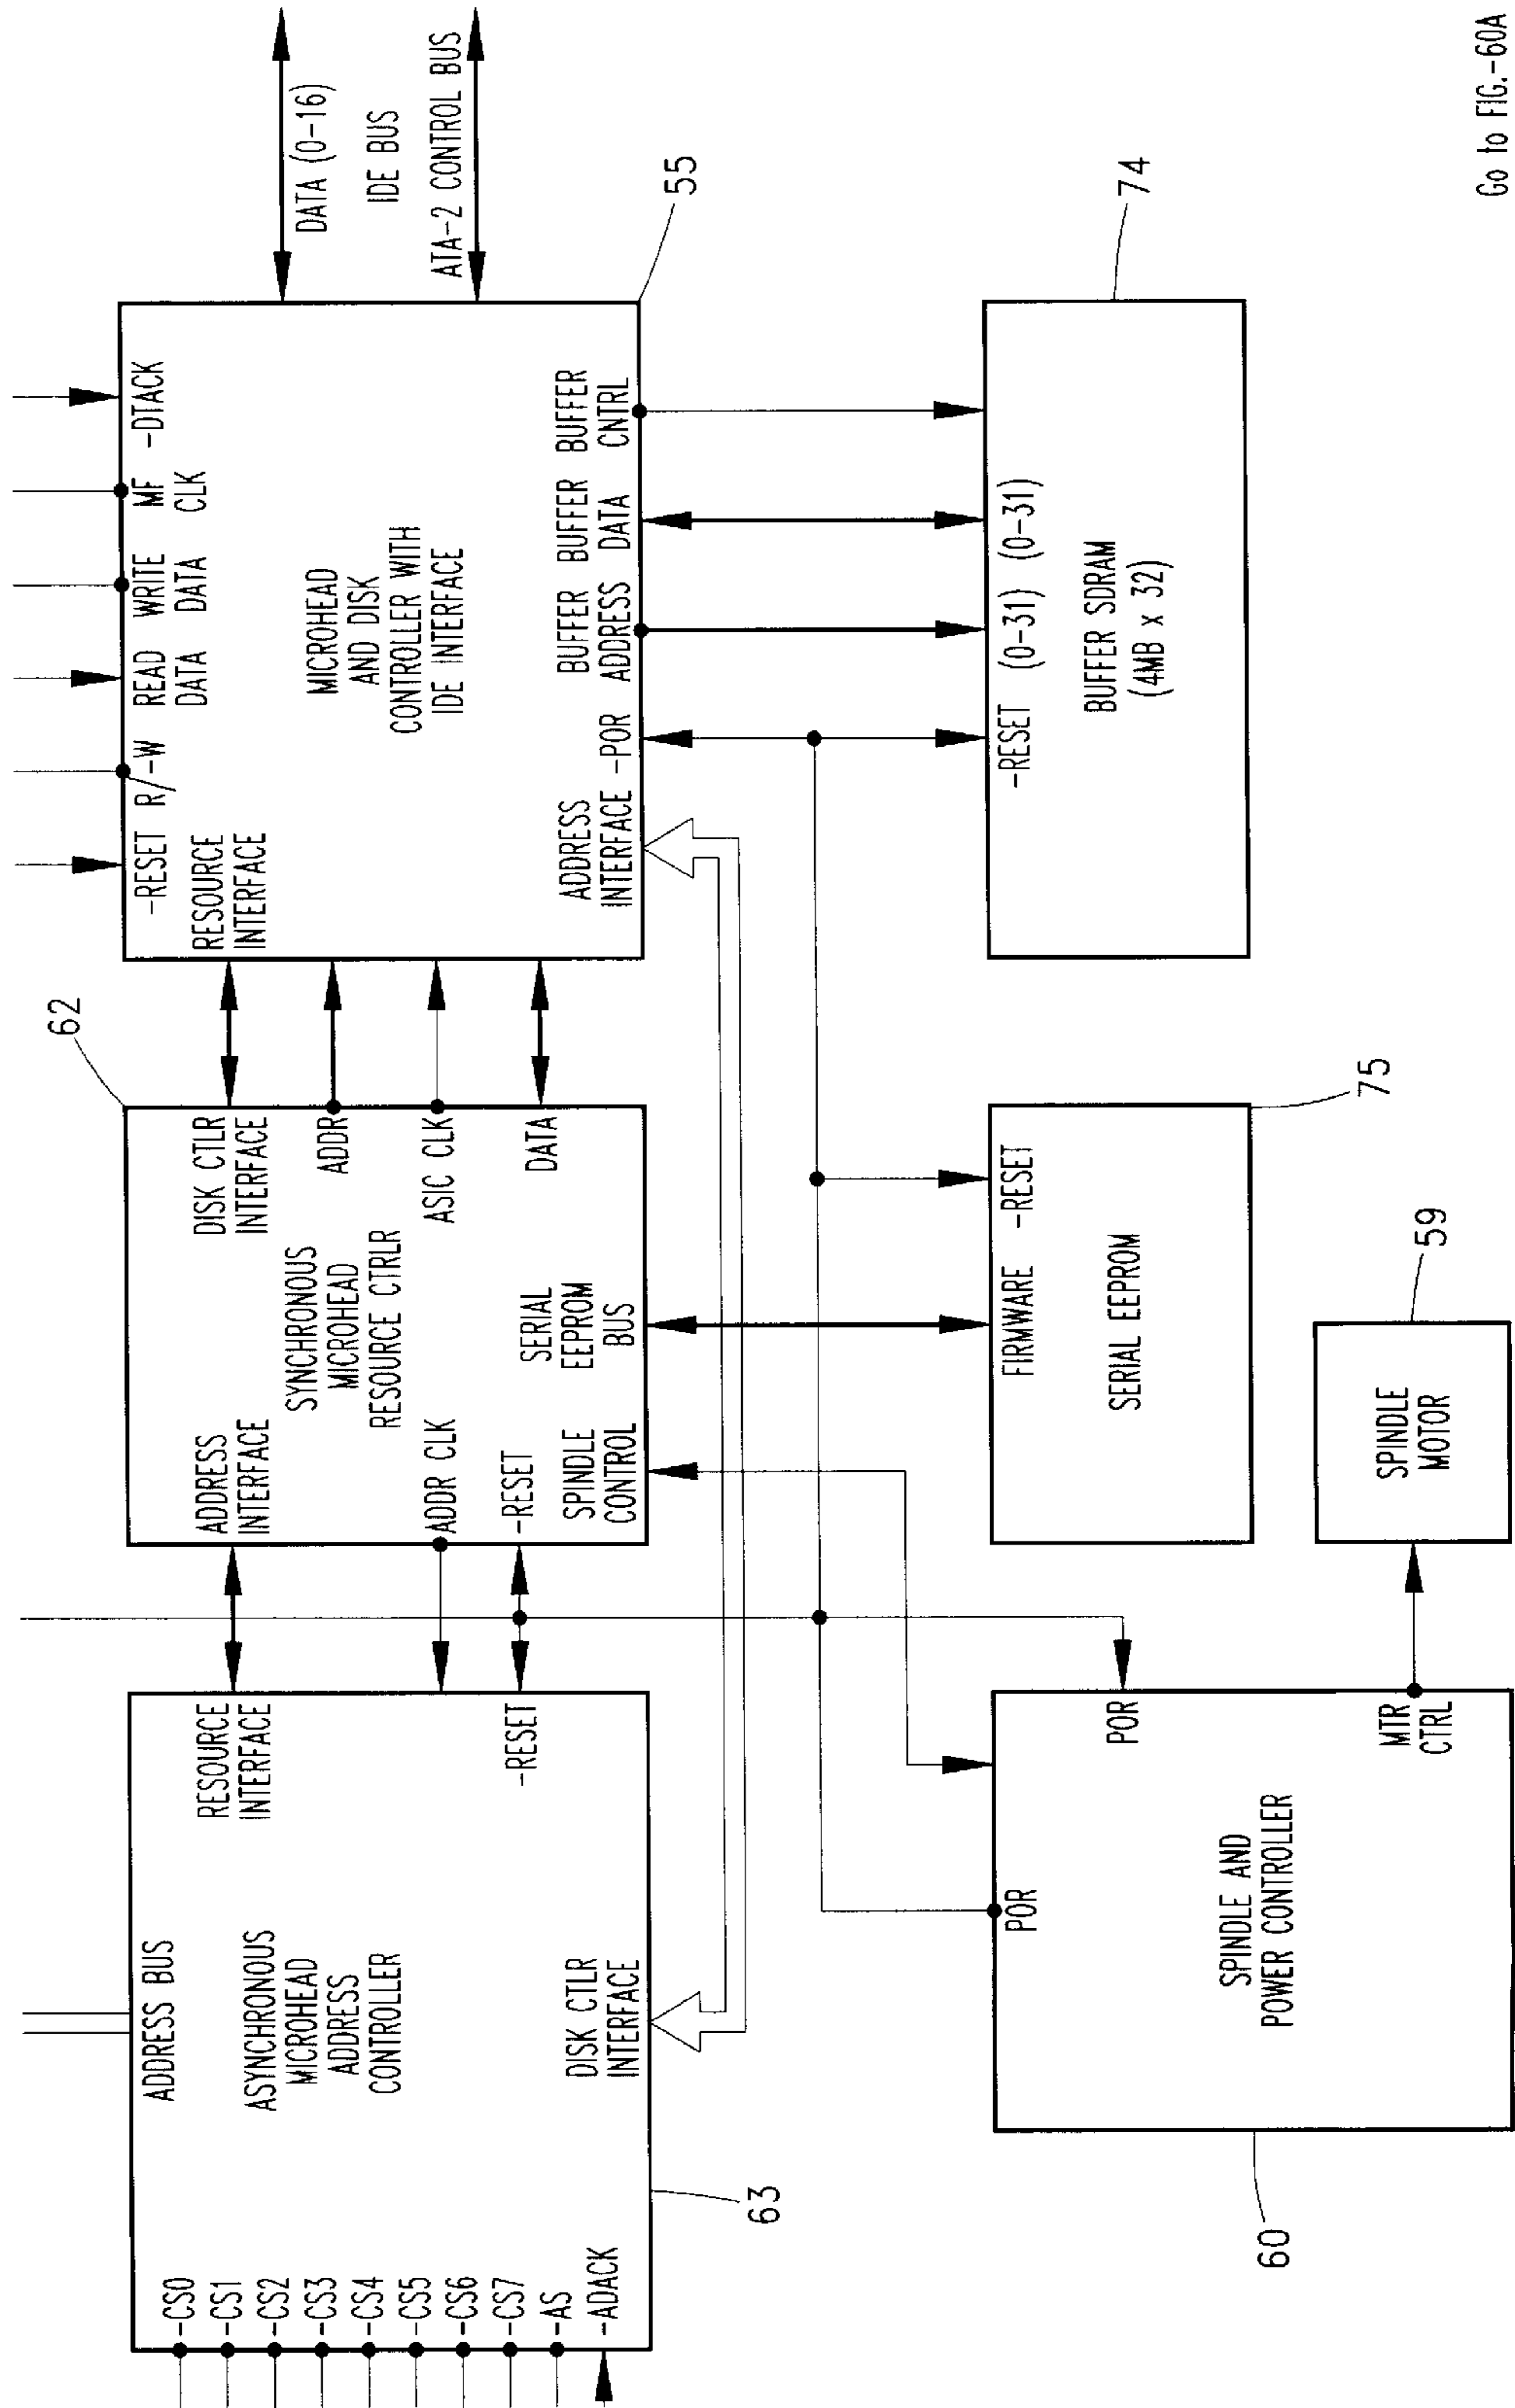 -CS0
-CS1
-CS2
-CS3
-CS4
-CS5
-CS6
-CS7
-AS
-ADACK
ADDRESS BUS
ASYNCHRONOUS
MICROHEAD
ADDRESS
CONTROLLER
RESOURCE
INTERFACE
-RESET
DISK CTLR
INTERFACE
63
62
ADDRESS
INTERFACE
DISK CTLR
INTERFACE
SYNCHRONOUS
MICROHEAD
RESOURCE CTRLR
ADDR
ADDR CLK
ASIC CLK
-RESET
SERIAL
EEPROM
BUS
DATA
SPINDLE
CONTROL
-RESET
R/-W
READ
DATA
WRITE
DATA
MF
CLK
-DTACK
RESOURCE
INTERFACE
MICROHEAD
AND DISK
CONTROLLER WITH
IDE INTERFACE
ADDRESS
INTERFACE
-POR
BUFFER
ADDRESS
BUFFER
DATA
BUFFER
CNTRL
DATA (0-16)
IDE BUS
ATA-2 CONTROL BUS
55
POR
POR
SPINDLE AND
POWER CONTROLLER
MTR
CTRL
60
SPINDLE
MOTOR
59
FIRMWARE
-RESET
SERIAL EEPROM
75
-RESET
(0-31)
(0-31)
BUFFER SDRAM
(4MB x 32)
74
Go to FIG.-60A